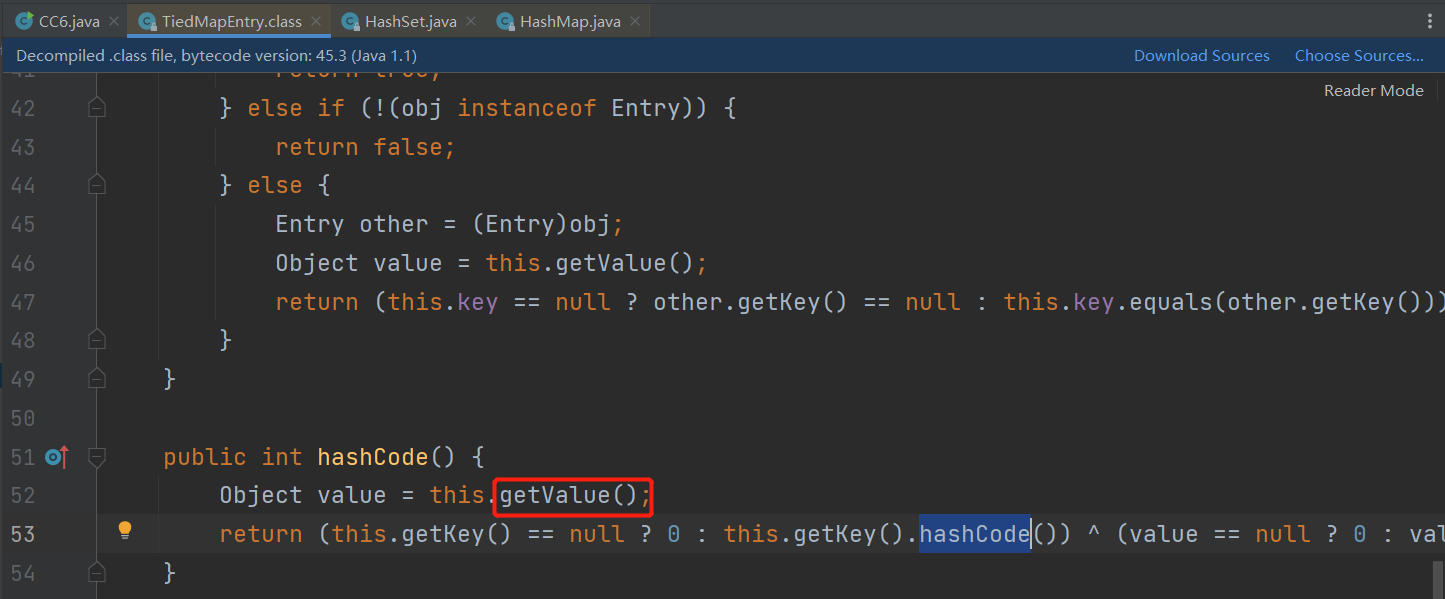 CC6.java TiedMapEntry.class HashSet.java HashMap.java
Decompiled .class file, bytecode version: 45.3 (Java 1.1) Download Sources Choose Sources...
Reader Mode
41 return true;
42 } else if (!(obj instanceof Entry)) {
43 return false;
44 } else {
45 Entry other = (Entry)obj;
46 Object value = this.getValue();
47 return (this.key == null ? other.getKey() == null : this.key.equals(other.getKey()))
48 }
49 }
50
51 public int hashCode() {
52 Object value = this.getValue();
53 return (this.getKey() == null ? 0 : this.getKey().hashCode()) ^ (value == null ? 0 : val
54 }